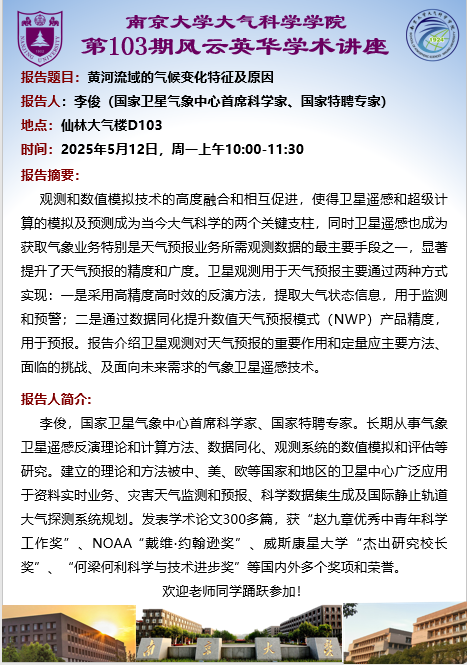 南京大学大气科学学院
第103期风云英华学术讲座
报告题目：黄河流域的气候变化特征及原因
报告人：李俊（国家卫星气象中心首席科学家、国家特聘专家）
地点：仙林大气楼D103
时间：2025年5月12日，周一上午10:00-11:30
报告摘要：
观测和数值模拟技术的高度融合和相互促进，使得卫星遥感和超级计
算的模拟及预测成为当今大气科学的两个关键支柱，同时卫星遥感也成为
获取气象业务特别是天气预报业务所需观测数据的最主要手段之一，显著
提升了天气预报的精度和广度。卫星观测用于天气预报主要通过两种方式
实现：一是采用高精度高时效的反演方法，提取大气状态信息，用于监测
和预警；二是通过数据同化提升数值天气预报模式（NWP）产品精度，
用于预报。报告介绍卫星观测对天气预报的重要作用和定量应主要方法、
面临的挑战、及面向未来需求的气象卫星遥感技术。
报告人简介:
李俊，国家卫星气象中心首席科学家、国家特聘专家。长期从事气象
卫星遥感反演理论和计算方法、数据同化、观测系统的数值模拟和评估等
研究。建立的理论和方法被中、美、欧等国家和地区的卫星中心广泛应用
于资料实时业务、灾害天气监测和预报、科学数据集生成及国际静止轨道
大气探测系统规划。发表学术论文300多篇，获“赵九章优秀中青年科学
工作奖”、NOAA“戴维·约翰逊奖”、威斯康星大学“杰出研究校长
奖”、“何梁何利科学与技术进步奖”等国内外多个奖项和荣誉。
欢迎老师同学踊跃参加！
南京大学